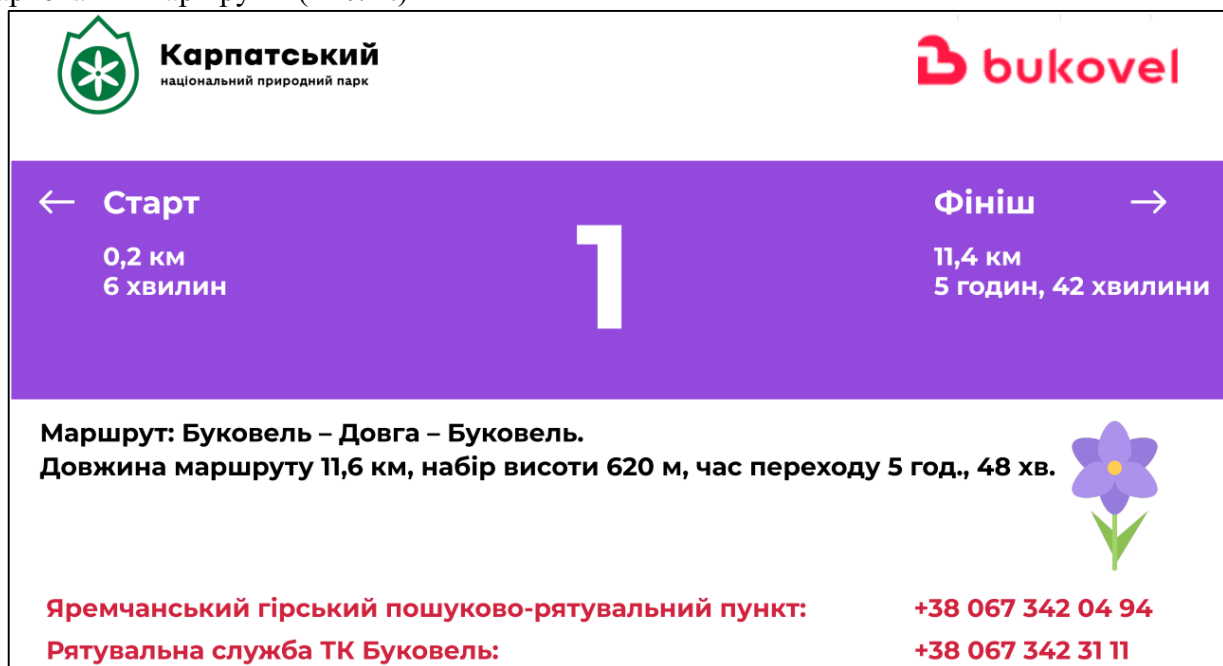 Карпатський
національний природний парк
bukovel
← Старт
0,2 км
6 хвилин
1
Фініш →
11,4 км
5 годин, 42 хвилини
Маршрут: Буковель – Довга – Буковель.
Довжина маршруту 11,6 км, набір висоти 620 м, час переходу 5 год., 48 хв.
Яремчанський гірський пошуково-рятувальний пункт: +38 067 342 04 94
Рятувальна служба ТК Буковель: +38 067 342 31 11